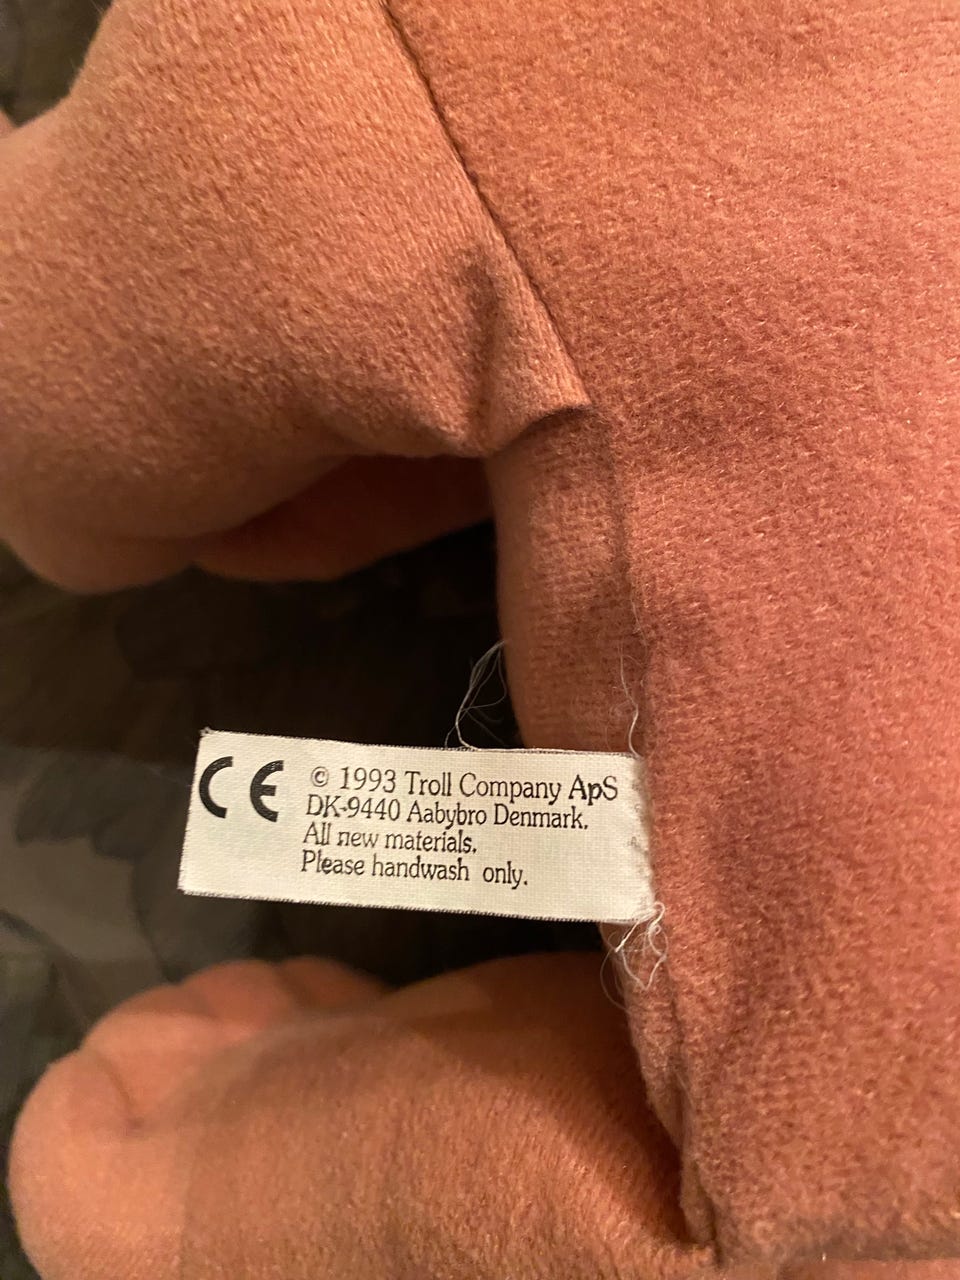 CE © 1993 Troll Company ApS
DK-9440 Aabybro Denmark.
All new materials.
Please handwash only.